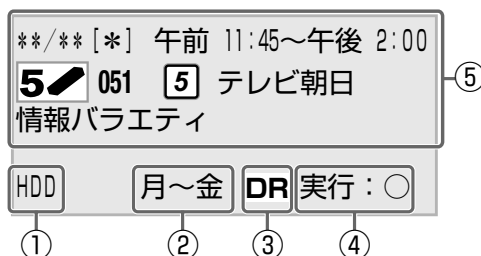 **/**[*] 午前 11:45～午後 2:00
5 051 5 テレビ朝日
情報バラエティ
⑤
HDD 月～金 DR 実行：○
① ② ③ ④